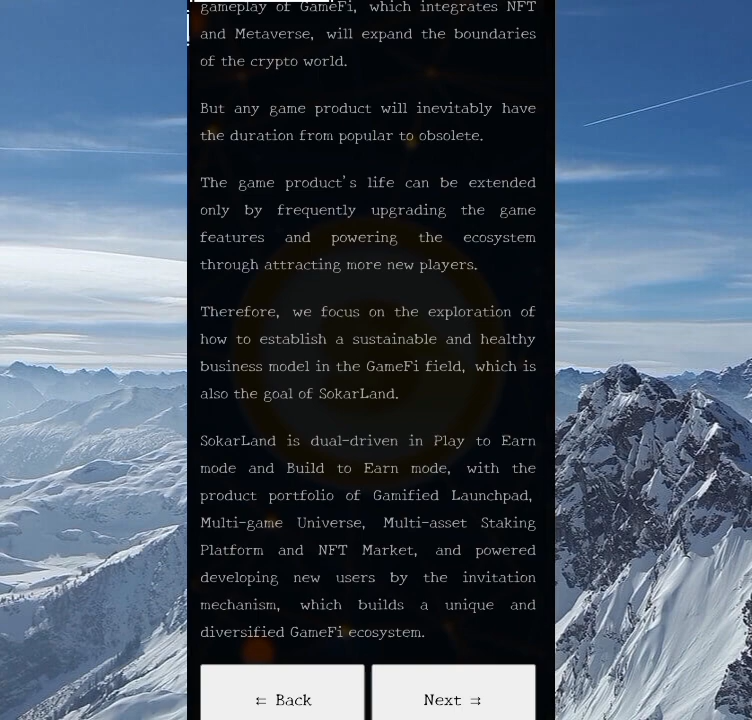 gameplay of GameFi, which integrates NFT
and Metaverse, will expand the boundaries
of the crypto world.
But any game product will inevitably have
the duration from popular to obsolete.
The game product's life can be extended
only by frequently upgrading the game
features and powering the ecosystem
through attracting more new players.
Therefore, we focus on the exploration of
how to establish a sustainable and healthy
business model in the GameFi field, which is
also the goal of SokarLand.
SokarLand is dual-driven in Play to Earn
mode and Build to Earn mode, with the
product portfolio of Gamified Launchpad,
Multi-game Universe, Multi-asset Staking
Platform and NFT Market, and powered
developing new users by the invitation
mechanism, which builds a unique and
diversified GameFi ecosystem.
← Back
Next →